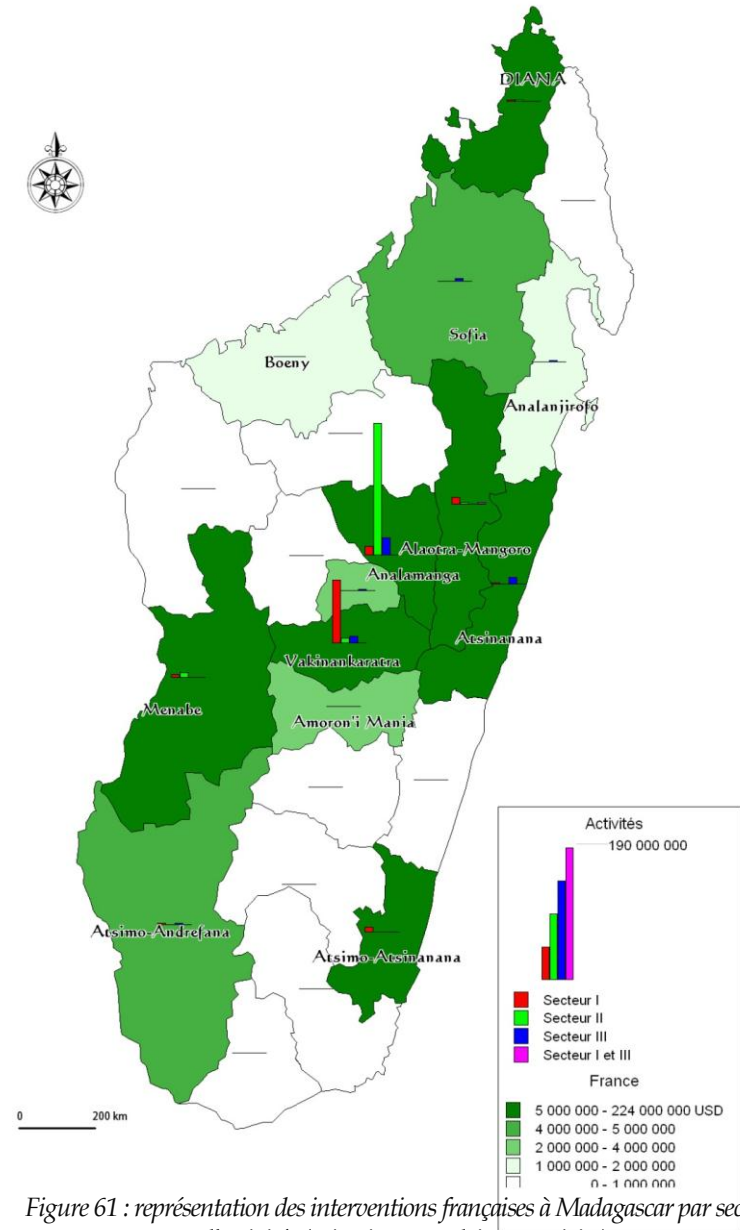 DIANA
Sofia
Boeny
Analanjirofo
Alaotra-Mangoro
Analamanga
Atsinanana
Vakinankaratra
Menabe
Amoron'i Mania
Atsimo-Andrefana
Atsimo-Atsinanana
0 200 km
Activités
190 000 000
Secteur I
Secteur II
Secteur III
Secteur I et III
France
5 000 000 - 224 000 000 USD
4 000 000 - 5 000 000
2 000 000 - 4 000 000
1 000 000 - 2 000 000
0 - 1 000 000
Figure 61 : représentation des interventions françaises à Madagascar par sec